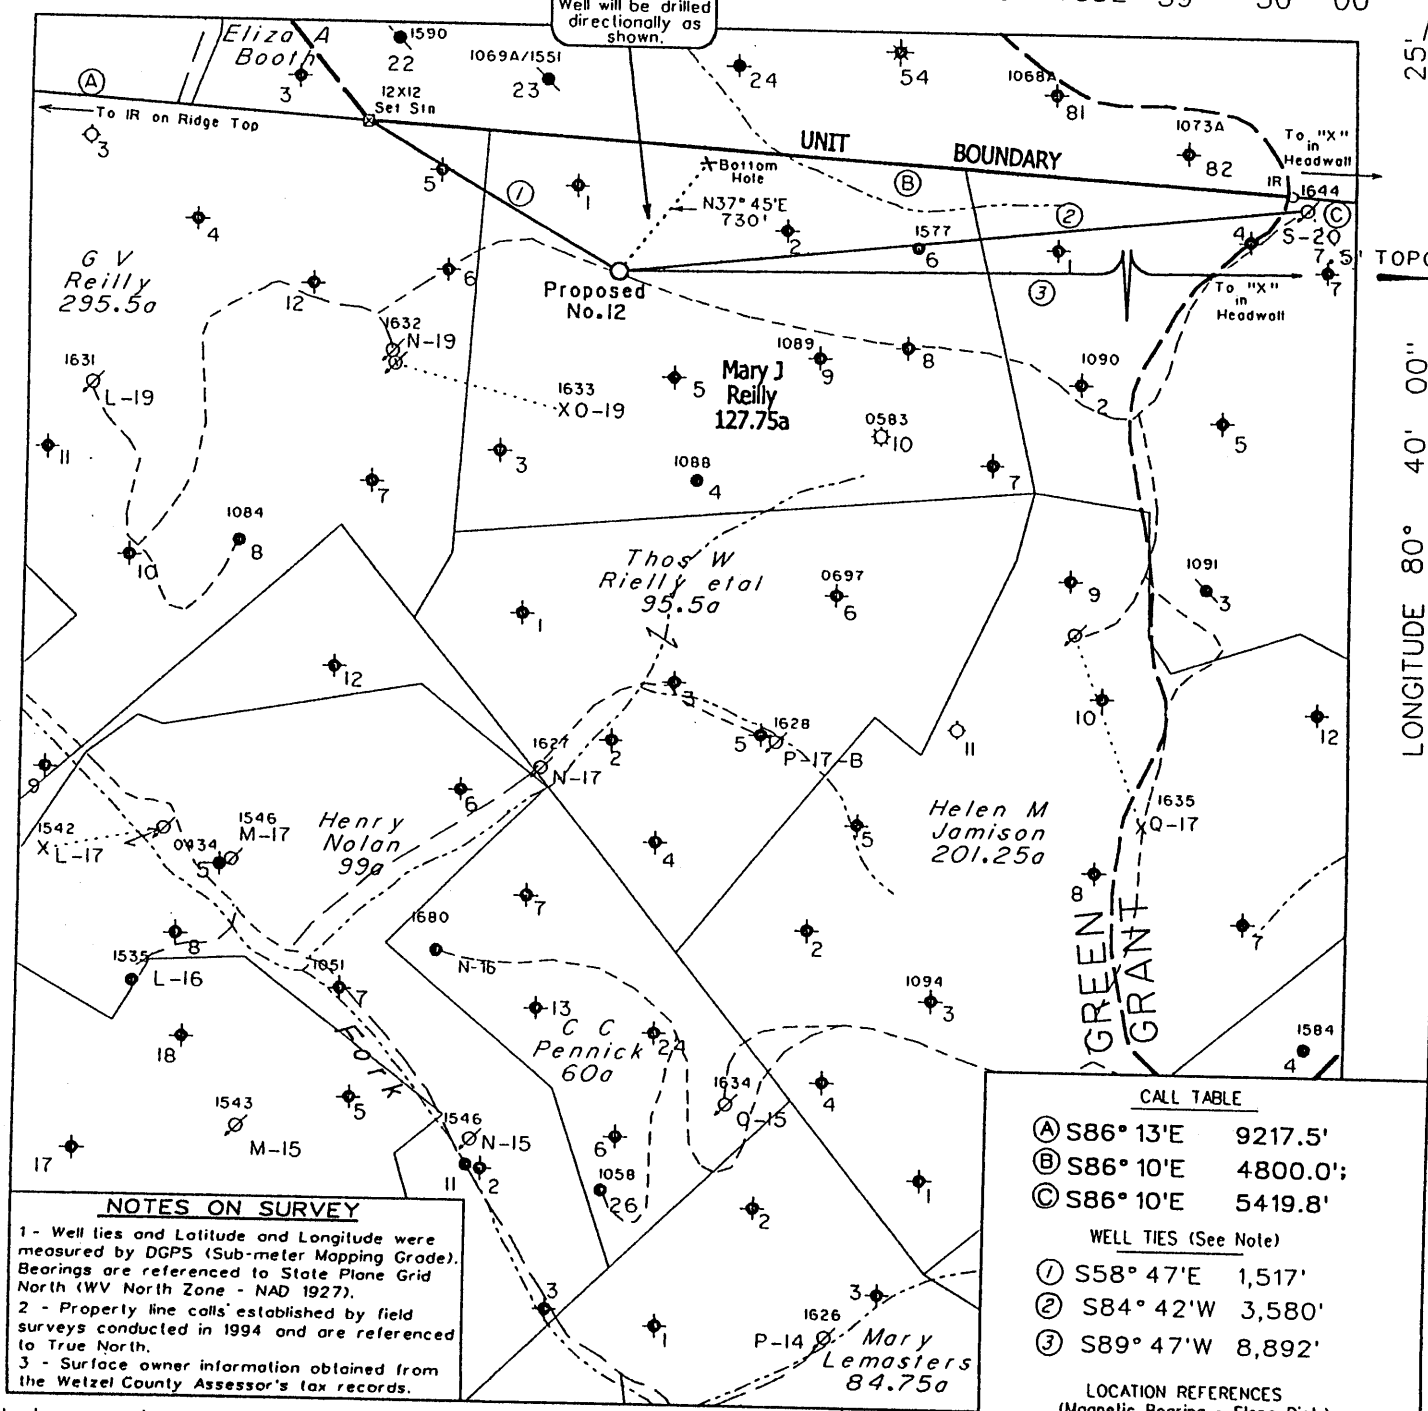 Well will be drilled
directionally as
shown.
39° 30' 00"
25'
Eliza A
Booth
1590
22
1069A/1551
23
24
54
1068A
81
3
A
12X12
Set Stn
To IR on Ridge Top
3
UNIT BOUNDARY
1073A
82
To "X"
in
Headwall
IR
1644
5
1
1
Bottom
Hole
N37° 45'E
730'
B
2
2
1577
6
1
4
S-20
C
7.5' TOPO
7
4
G V
Reilly
295.5a
12
6
Proposed
No.12
3
To "X"
in
Headwall
1632
N-19
1631
L-19
1633
XO-19
5
Mary J
Reilly
127.75a
1089
9
8
1090
2
0583
10
5
11
3
7
1088
4
7
LONGITUDE 80° 40' 00"
1084
8
10
Thos W
Rielly etal
95.5a
0697
6
1
9
1091
3
12
3
10
12
1627
N-17
2
5
1628
P-17-B
11
9
6
1635
Q-17
1542
X L-17
0434
5
1546
M-17
Henry
Nolan
99a
4
5
Helen M
Jamison
201.25a
8
7
7
8
1680
N-16
2
1535
L-16
1051
7
13
1094
3
GREEN
GRANT
18
Fork
C C
Pennick
60a
24
1584
4
5
1634
O-15
4
1543
M-15
17
1546
N-15
11
2
6
1058
26
2
1
3
1
3
1626
P-14
Mary
Lemasters
84.75a
NOTES ON SURVEY
1 - Well ties and Latitude and Longitude were
measured by DGPS (Sub-meter Mapping Grade).
Bearings are referenced to State Plane Grid
North (WV North Zone - NAD 1927).
2 - Property line calls established by field
surveys conducted in 1994 and are referenced
to True North.
3 - Surface owner information obtained from
the Wetzel County Assessor's tax records.
CALL TABLE
A S86° 13'E 9217.5'
B S86° 10'E 4800.0';
C S86° 10'E 5419.8'
WELL TIES (See Note)
1 S58° 47'E 1,517'
2 S84° 42'W 3,580'
3 S89° 47'W 8,892'
LOCATION REFERENCES